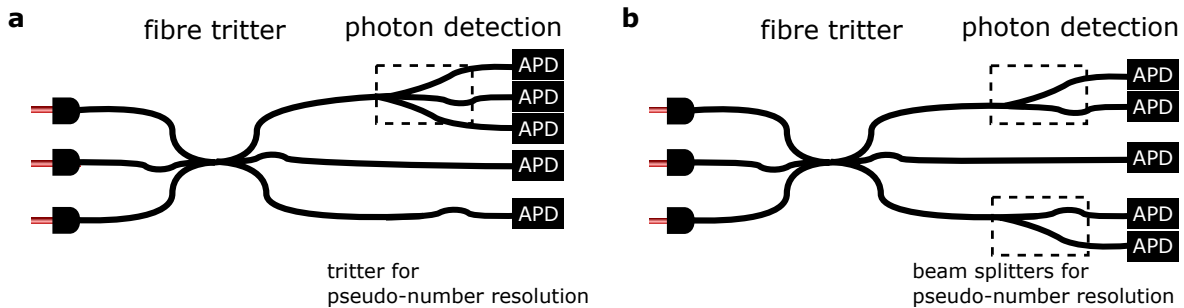 a
fibre tritter
photon detection
APD
APD
APD
APD
APD
tritter for
pseudo-number resolution
b
fibre tritter
photon detection
APD
APD
APD
APD
APD
beam splitters for
pseudo-number resolution